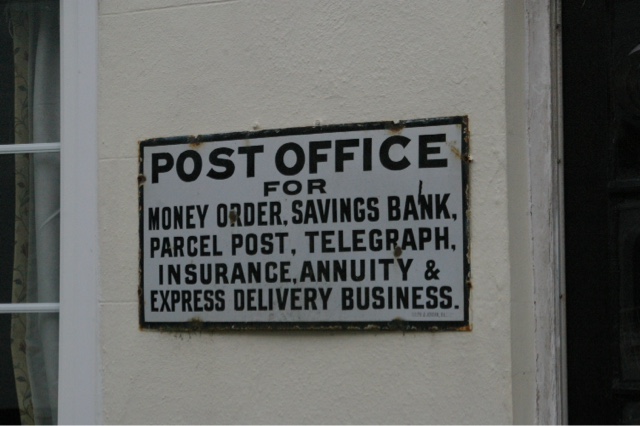 POST OFFICE
FOR
MONEY ORDER, SAVINGS BANK,
PARCEL POST, TELEGRAPH,
INSURANCE, ANNUITY &
EXPRESS DELIVERY BUSINESS.